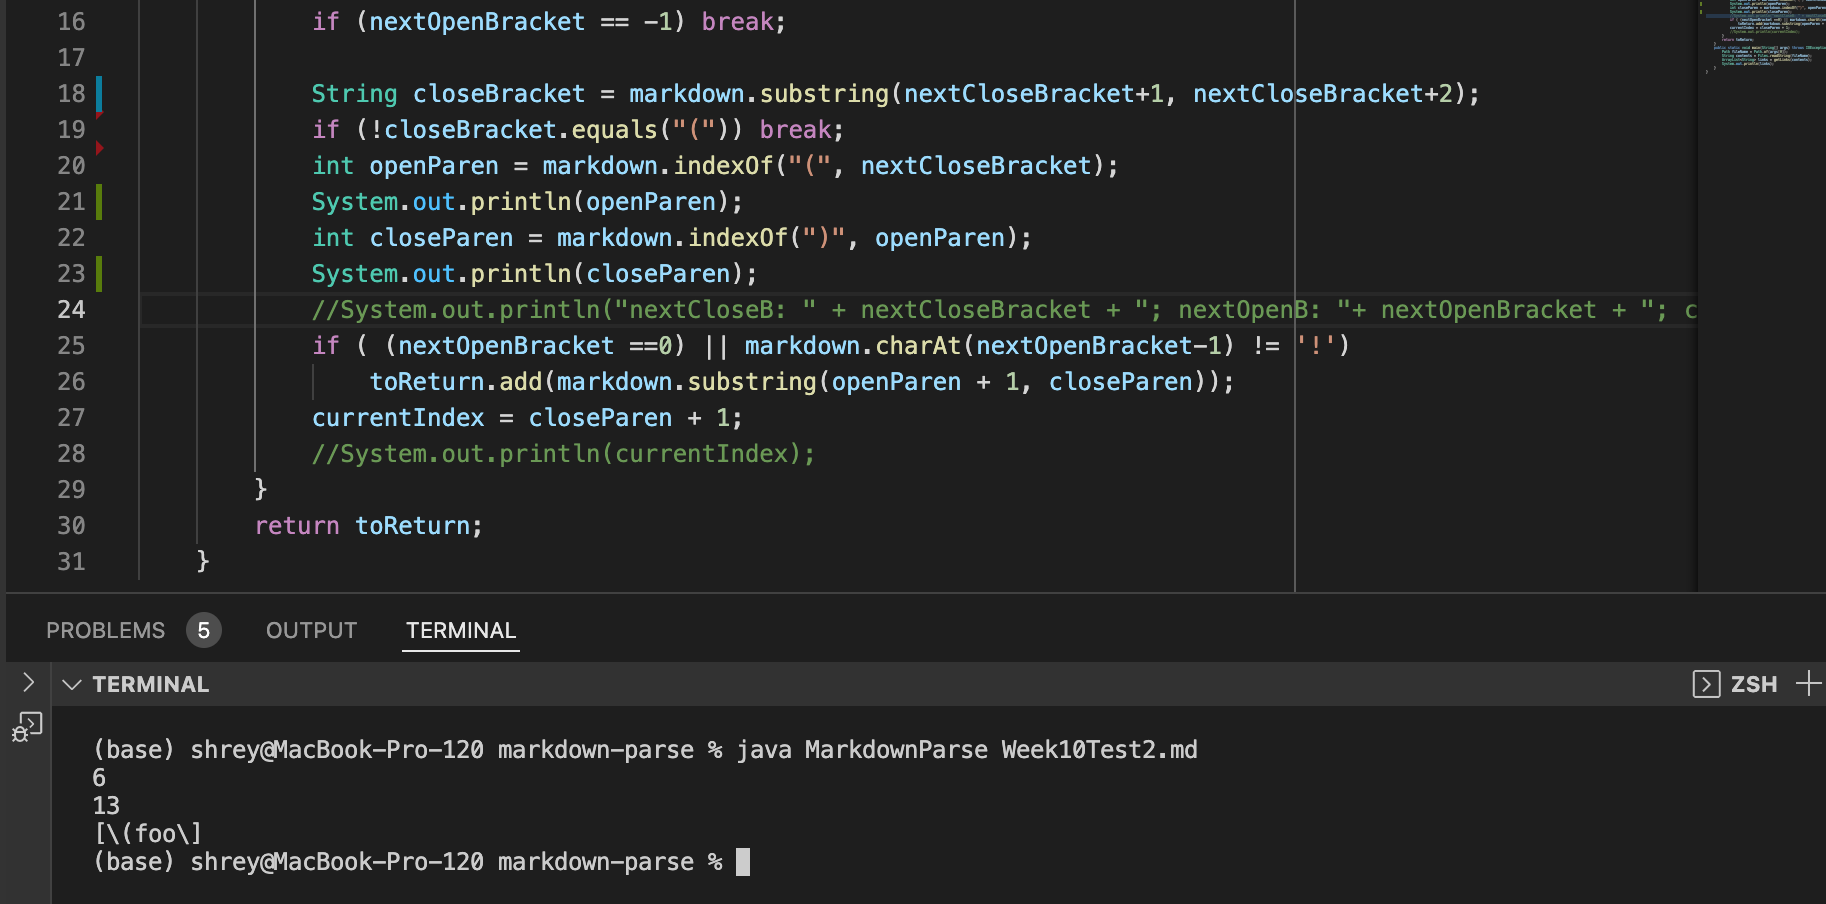 16 if (nextOpenBracket == -1) break;
17
18 String closeBracket = markdown.substring(nextCloseBracket+1, nextCloseBracket+2);
19 if (!closeBracket.equals("(")) break;
20 int openParen = markdown.indexOf("(", nextCloseBracket);
21 System.out.println(openParen);
22 int closeParen = markdown.indexOf(")", openParen);
23 System.out.println(closeParen);
24 //System.out.println("nextCloseB: " + nextCloseBracket + "; nextOpenB: "+ nextOpenBracket + "; c
25 if ( (nextOpenBracket ==0) || markdown.charAt(nextOpenBracket-1) != '!')
26 toReturn.add(markdown.substring(openParen + 1, closeParen));
27 currentIndex = closeParen + 1;
28 //System.out.println(currentIndex);
29 }
30 return toReturn;
31 }
PROBLEMS 5 OUTPUT TERMINAL
TERMINAL ZSH
(base) shrey@MacBook-Pro-120 markdown-parse % java MarkdownParse Week10Test2.md
6
13
[\(foo\]
(base) shrey@MacBook-Pro-120 markdown-parse %